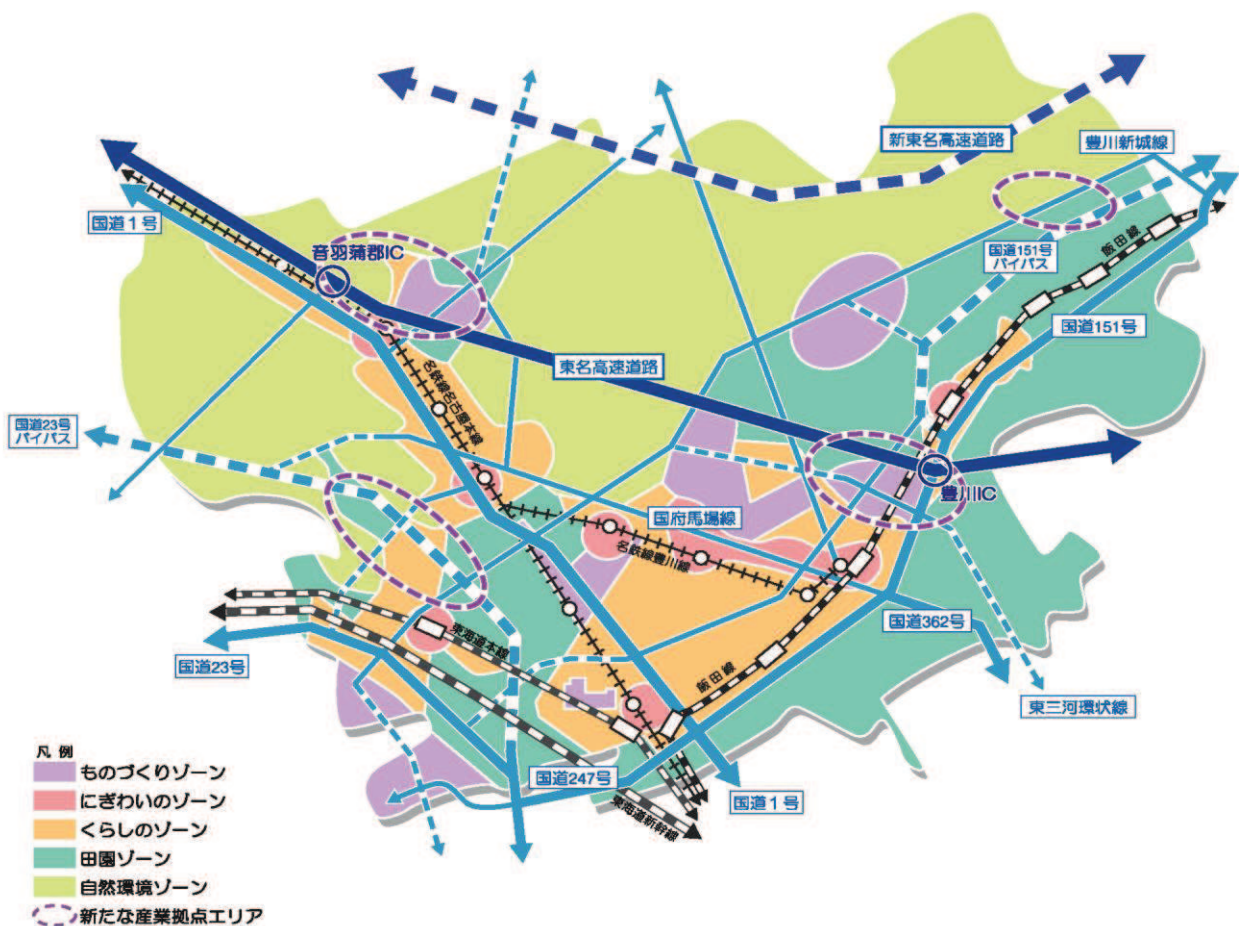 新東名高速道路
豊川新城線
国道1号
音羽蒲郡IC
国道151号
バイパス
飯田線
国道151号
東名高速道路
名鉄線名古屋本線
国道23号
バイパス
豊川IC
国府馬場線
名鉄線豊川線
国道362号
東海道本線
国道23号
飯田線
東三河環状線
国道247号
国道1号
東海道新幹線
凡例
ものづくりゾーン
にぎわいのゾーン
くらしのゾーン
田園ゾーン
自然環境ゾーン
新たな産業拠点エリア